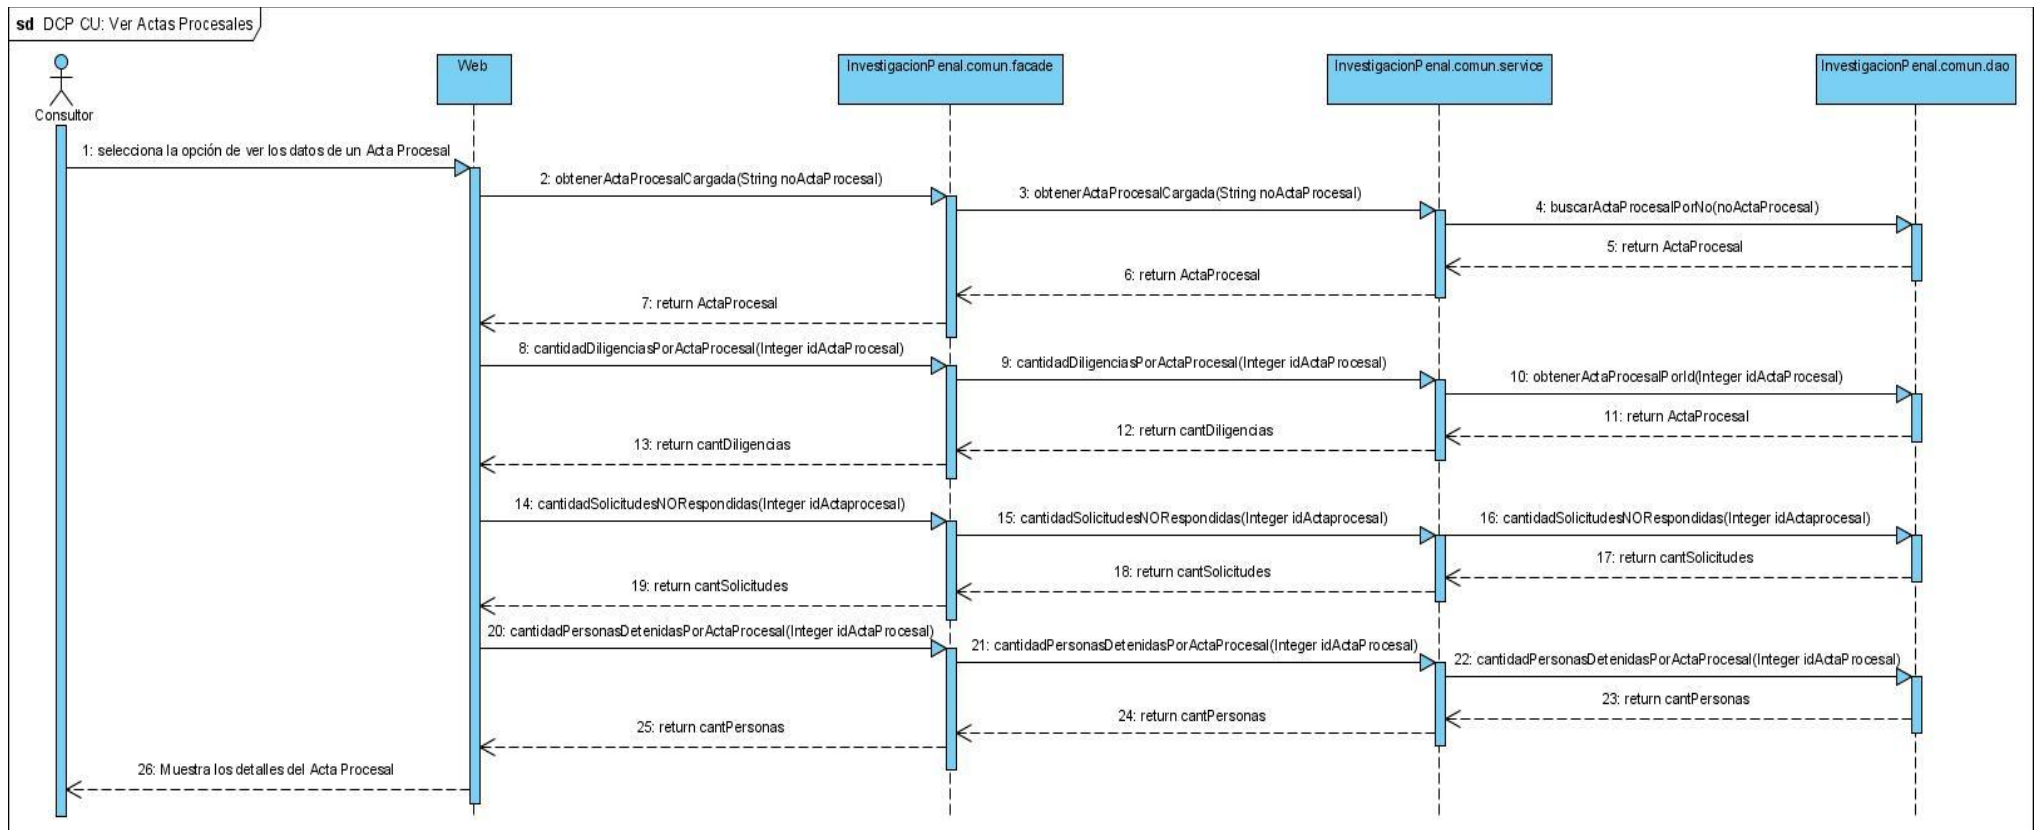 sd DCP CU: Ver Actas Procesales
Consultor
Web
InvestigacionPenal.comun.facade
InvestigacionPenal.comun.service
InvestigacionPenal.comun.dao
1: selecciona la opción de ver los datos de un Acta Procesal
2: obtenerActaProcesalCargada(String noActaProcesal)
3: obtenerActaProcesalCargada(String noActaProcesal)
4: buscarActaProcesalPorNo(noActaProcesal)
5: return ActaProcesal
6: return ActaProcesal
7: return ActaProcesal
8: cantidadDiligenciasPorActaProcesal(Integer idActaProcesal)
9: cantidadDiligenciasPorActaProcesal(Integer idActaProcesal)
10: obtenerActaProcesalPorId(Integer idActaProcesal)
11: return ActaProcesal
12: return cantDiligencias
13: return cantDiligencias
14: cantidadSolicitudesNORespondidas(Integer idActaprocesal)
15: cantidadSolicitudesNORespondidas(Integer idActaprocesal)
16: cantidadSolicitudesNORespondidas(Integer idActaprocesal)
17: return cantSolicitudes
18: return cantSolicitudes
19: return cantSolicitudes
20: cantidadPersonasDetenidasPorActaProcesal(Integer idActaProcesal)
21: cantidadPersonasDetenidasPorActaProcesal(Integer idActaProcesal)
22: cantidadPersonasDetenidasPorActaProcesal(Integer idActaProcesal)
23: return cantPersonas
24: return cantPersonas
25: return cantPersonas
26: Muestra los detalles del Acta Procesal